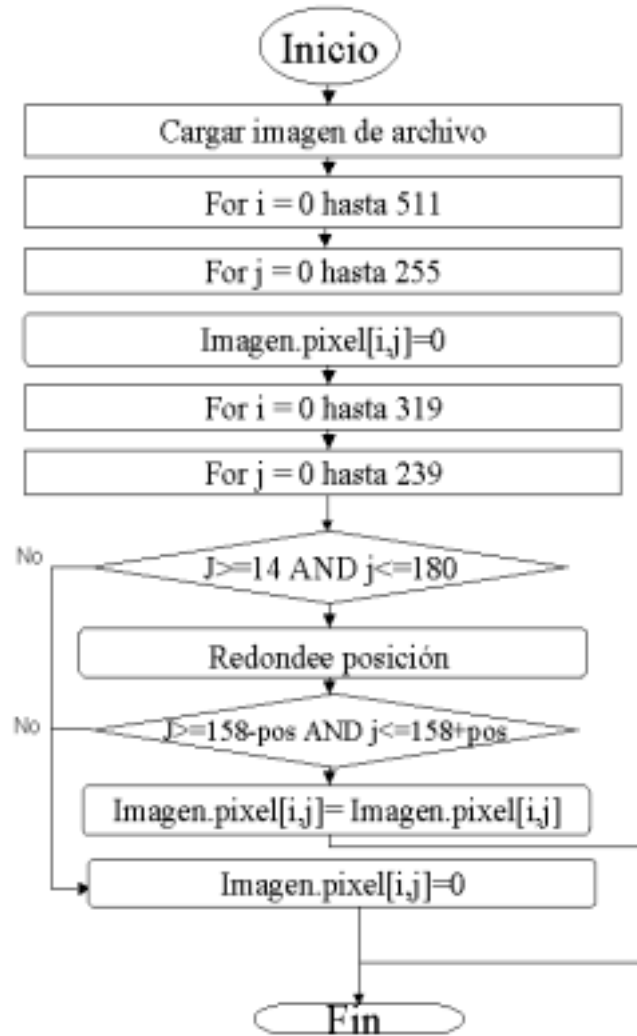 Inicio
Cargar imagen de archivo
For i = 0 hasta 511
For j = 0 hasta 255
Imagen.pixel[i,j]=0
For i = 0 hasta 319
For j = 0 hasta 239
No
J>=14 AND j<=180
Redondee posición
No
J>=158-pos AND j<=158+pos
Imagen.pixel[i,j]= Imagen.pixel[i,j]
Imagen.pixel[i,j]=0
Fin